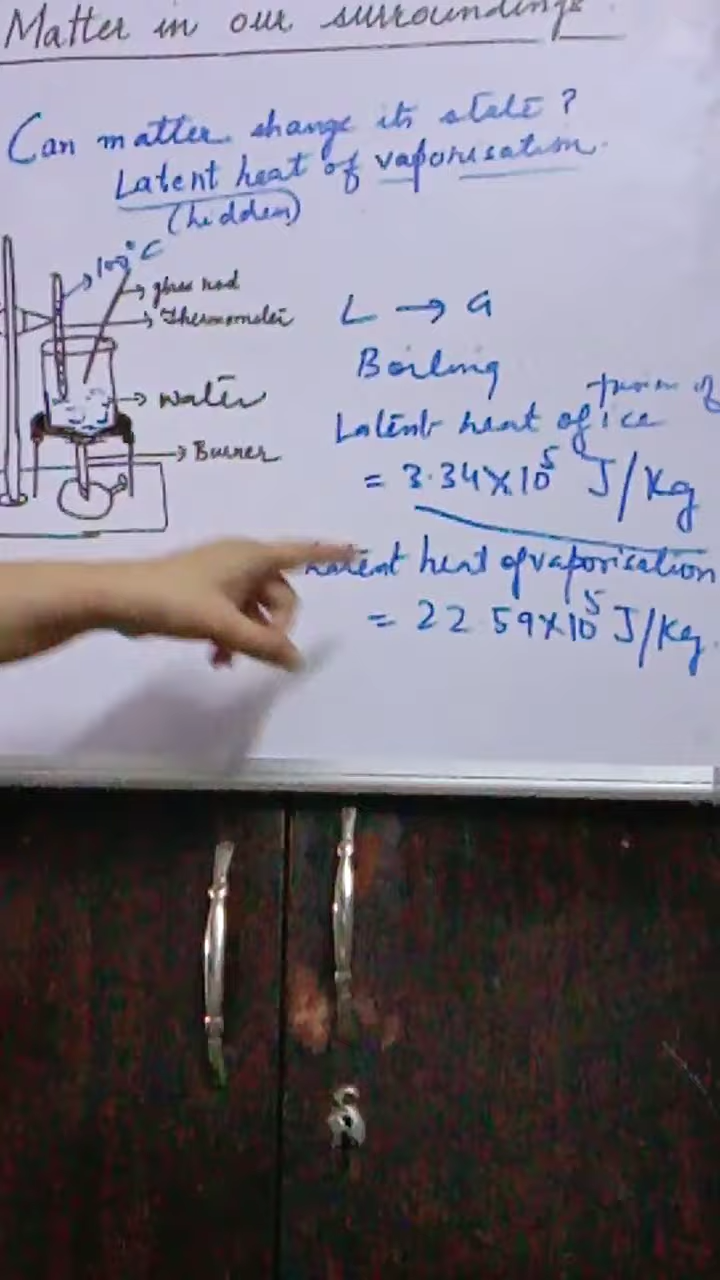 Matter in our surroundings
Can matter change its state?
Latent heat of vaporisation.
(hidden)
100°C
glass rod
Thermometer
water
Burner
L → G
Boiling
fusion of
Latent heat of ice
= 3.34×10⁵ J/Kg
Latent heat of vaporisation
= 22.59×10⁵ J/Kg.